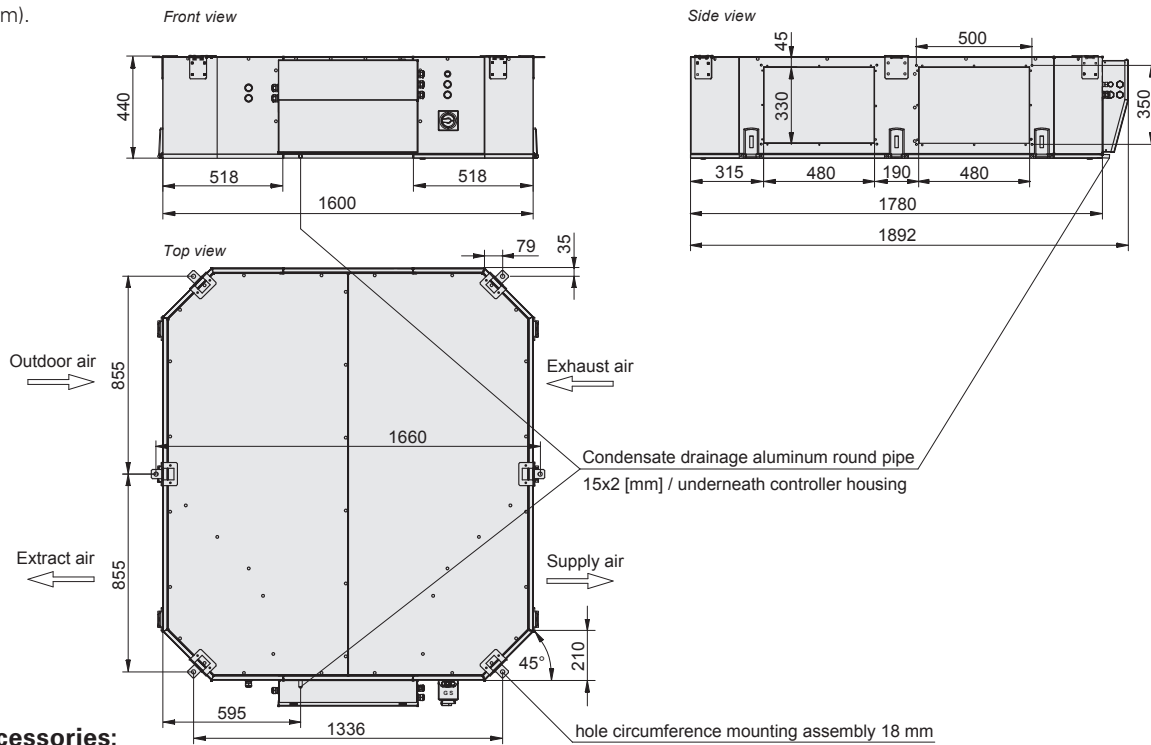 m).
Front view
440
518
518
1600
Side view
45
500
330
350
315
480
190
480
1780
1892
Top view
79
35
Outdoor air
855
Exhaust air
1660
Condensate drainage aluminum round pipe
15x2 [mm] / underneath controller housing
Extract air
855
Supply air
45°
210
G S
595
1336
hole circumference mounting assembly 18 mm
cessories: